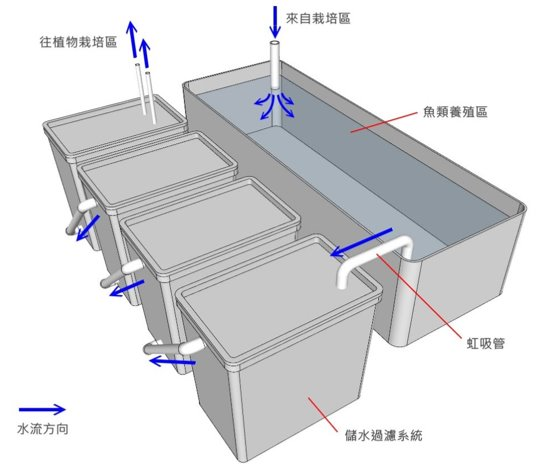 來自栽培區
往植物栽培區
魚類養殖區
虹吸管
水流方向
儲水過濾系統